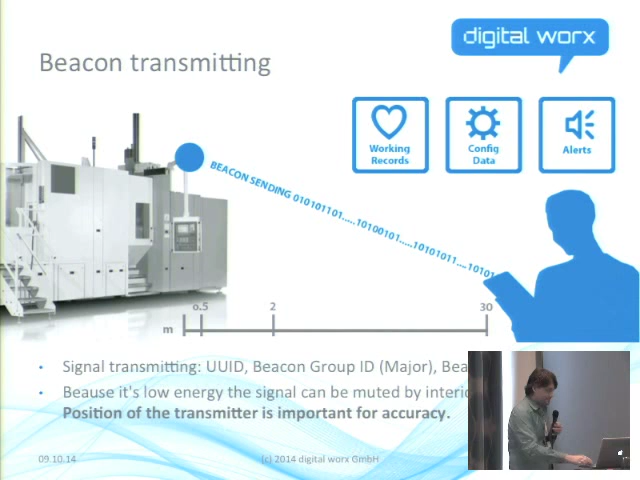 digital worx
Beacon transmitting
Working
Records
Config
Data
Alerts
BEACON SENDING 010101101.....10100101.....10101011....10101
m
0.5
2
30
• Signal transmitting: UUID, Beacon Group ID (Major), Bea
• Beause it's low energy the signal can be muted by interio
Position of the transmitter is important for accuracy.
09.10.14
(c) 2014 digital worx GmbH